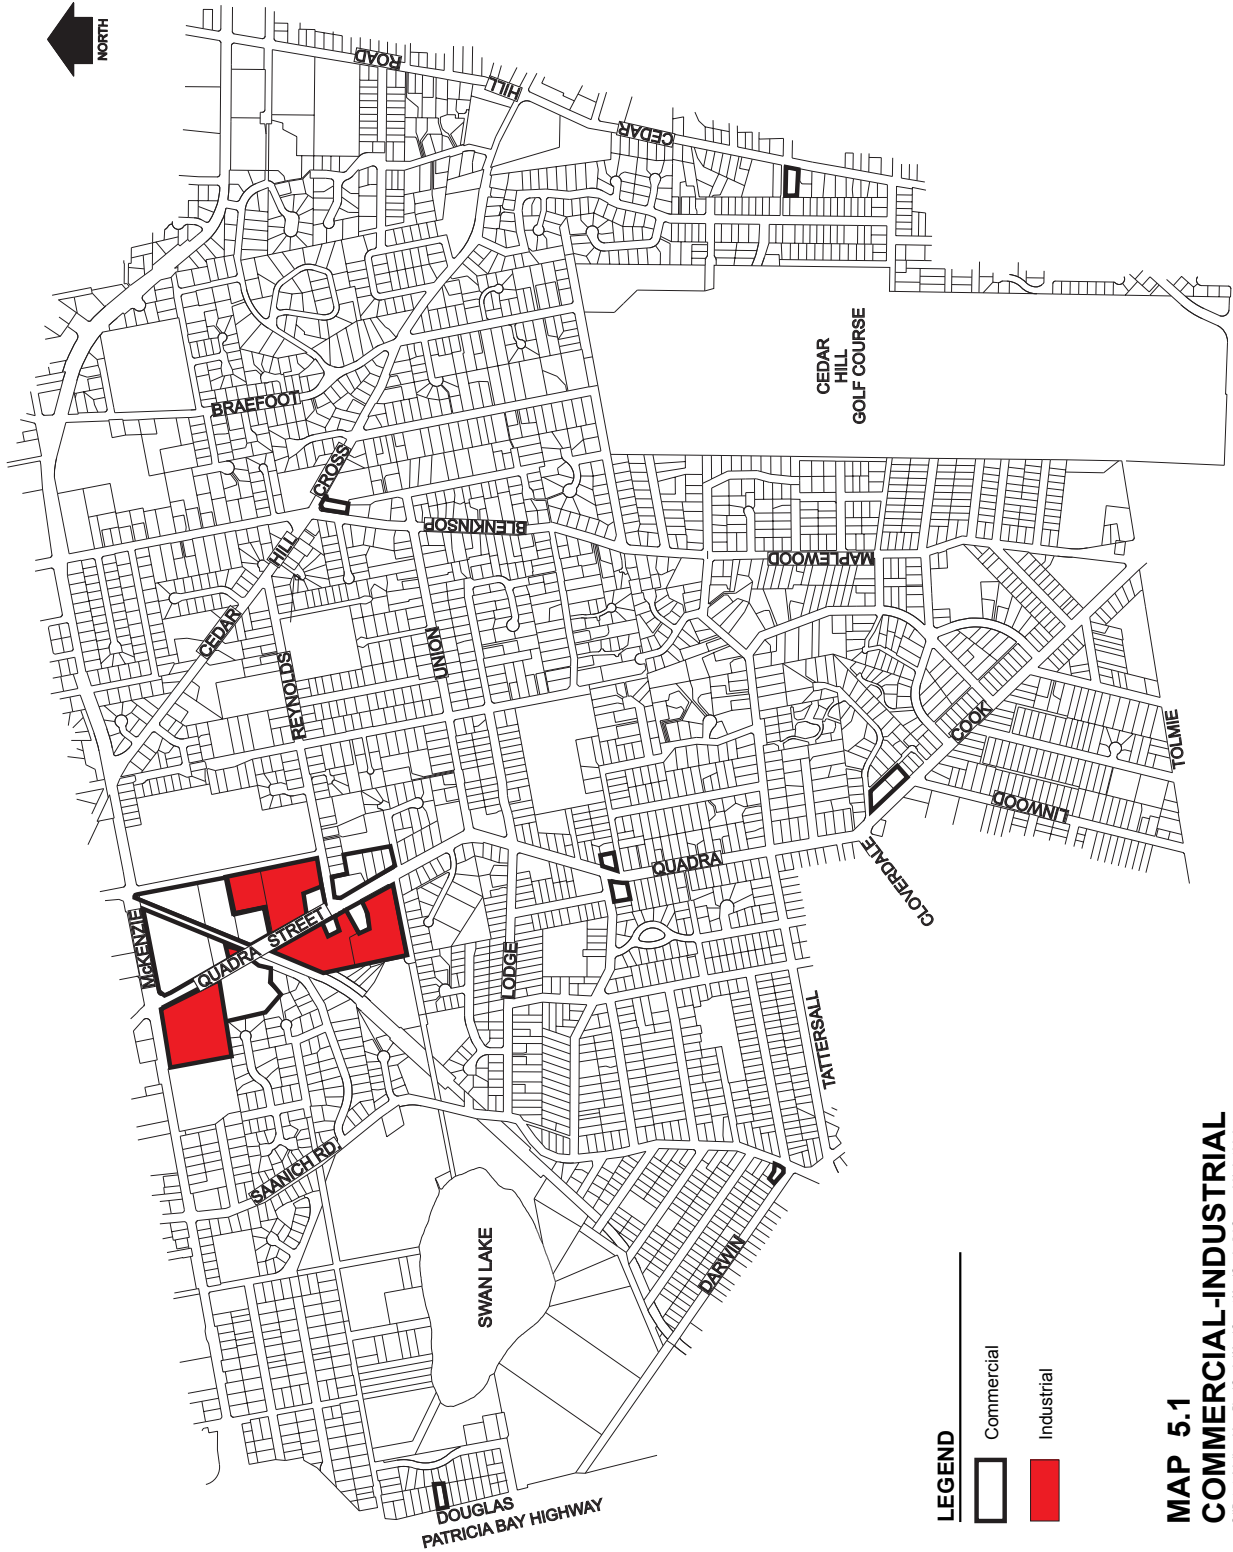 NORTH
ROAD
HILL
CEDAR
BRAEFOOT
CROSS
HILL
CEDAR
BLENKINSOP
MAPLEWOOD
CEDAR
HILL
GOLF COURSE
REYNOLDS
UNION
COOK
TOLMIE
LINWOOD
McKENZIE
QUADRA STREET
QUADRA
CLOVERDALE
LODGE
TATTERSALL
SAANICH RD.
SWAN LAKE
DARWIN
DOUGLAS
PATRICIA BAY HIGHWAY
LEGEND
Commercial
Industrial
MAP 5.1
COMMERCIAL-INDUSTRIAL